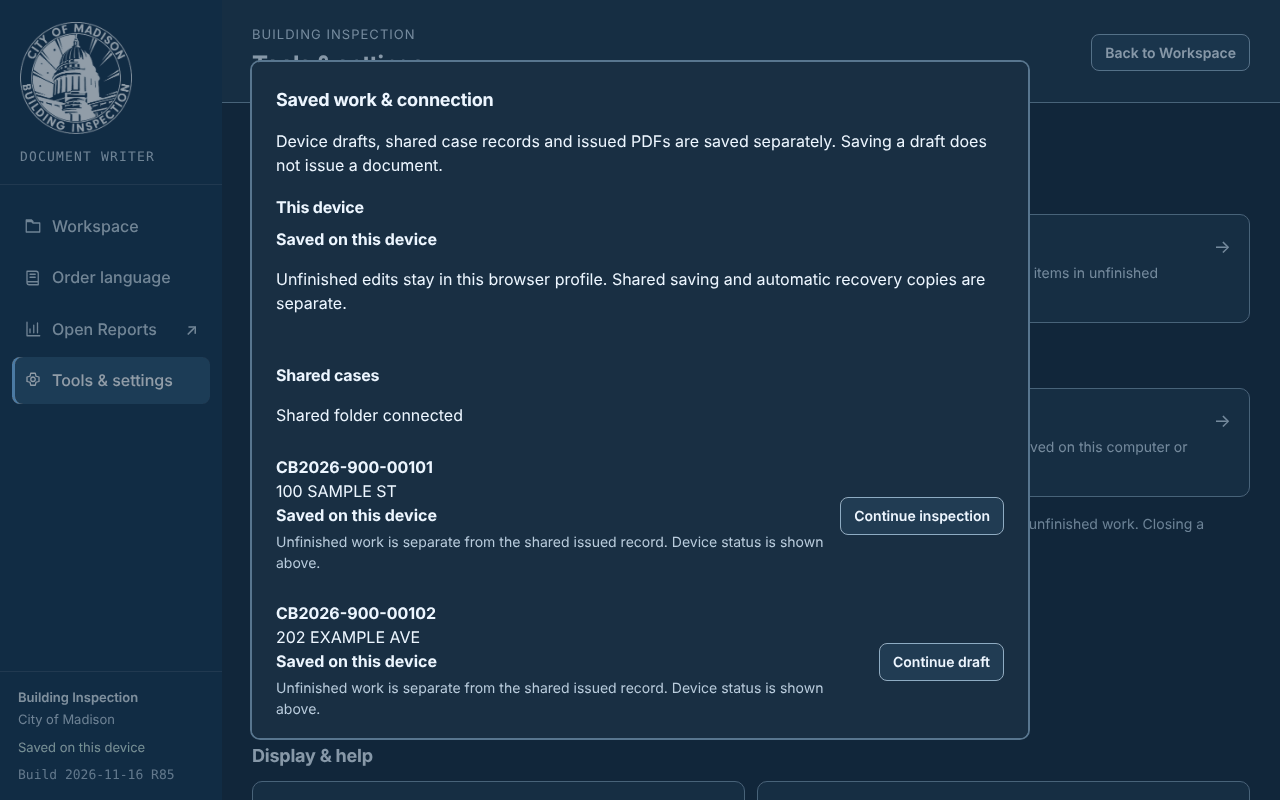 CITY OF MADISON
BUILDING INSPECTION
DOCUMENT WRITER
Workspace
Order language
Open Reports
Tools & settings
Building Inspection
City of Madison
Saved on this device
Build 2026-11-16 R85
BUILDING INSPECTION
Tools & settings
Back to Workspace
Saved work & connection
Device drafts, shared case records and issued PDFs are saved separately. Saving a draft does
not issue a document.
This device
Saved on this device
Unfinished edits stay in this browser profile. Shared saving and automatic recovery copies are
separate.
Shared cases
Shared folder connected
CB2026-900-00101
100 SAMPLE ST
Saved on this device
Unfinished work is separate from the shared issued record. Device status is shown
above.
Continue inspection
CB2026-900-00102
202 EXAMPLE AVE
Saved on this device
Unfinished work is separate from the shared issued record. Device status is shown
above.
Continue draft
items in unfinished
ved on this computer or
unfinished work. Closing a
Display & help